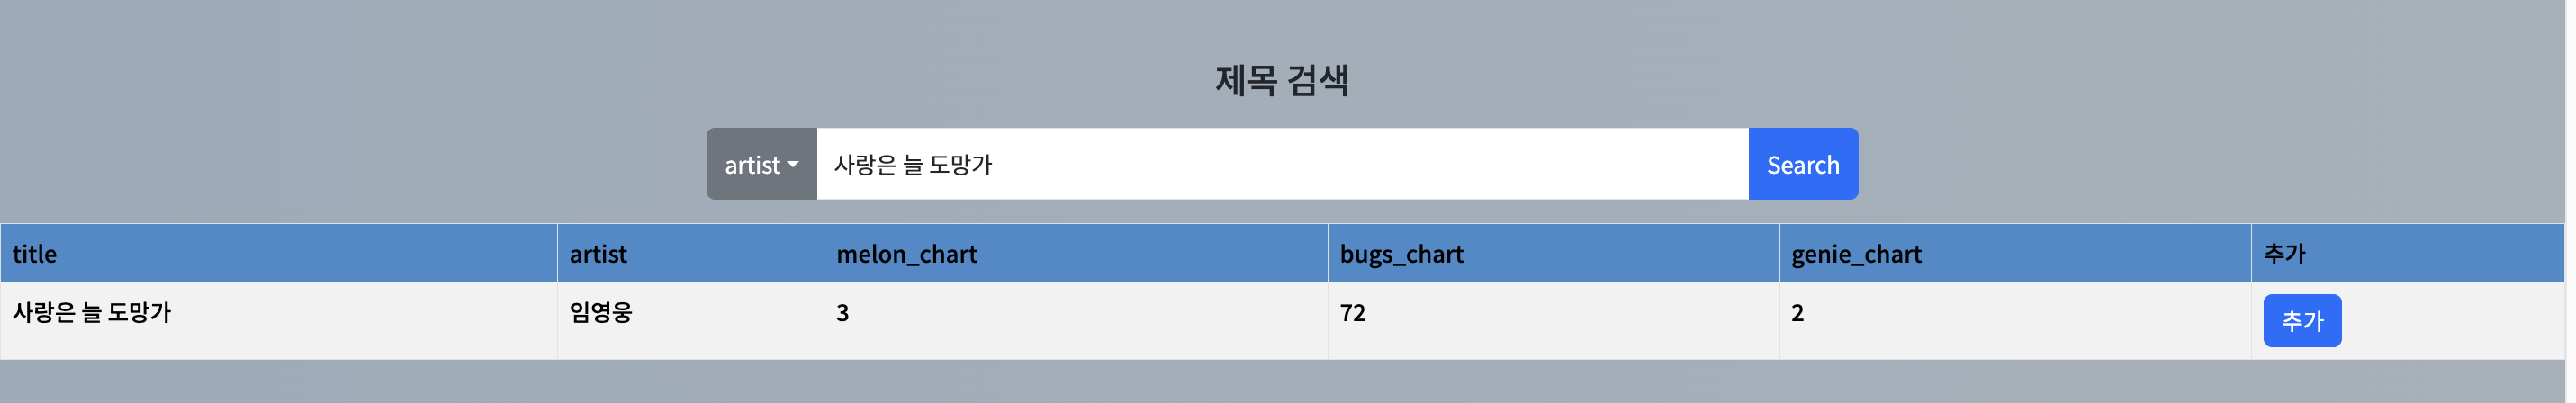 제목 검색
artist 사랑은 늘 도망가 Search
title artist melon_chart bugs_chart genie_chart 추가
사랑은 늘 도망가 임영웅 3 72 2 추가